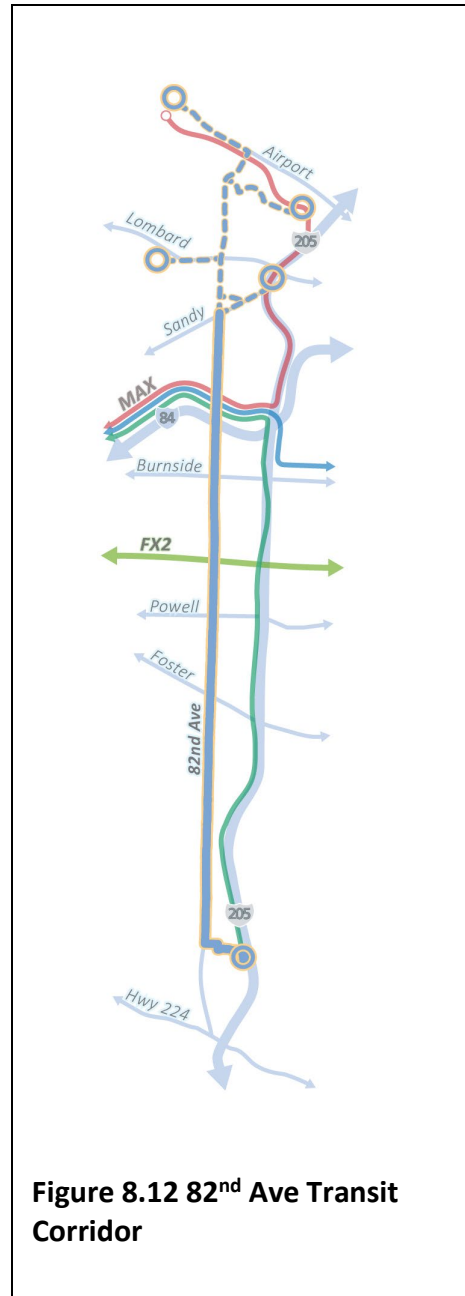 Airport
Lombard
205
Sandy
MAX
84
Burnside
FX2
Powell
Foster
82nd Ave
205
Hwy 224
Figure 8.12 82nd Ave Transit
Corridor